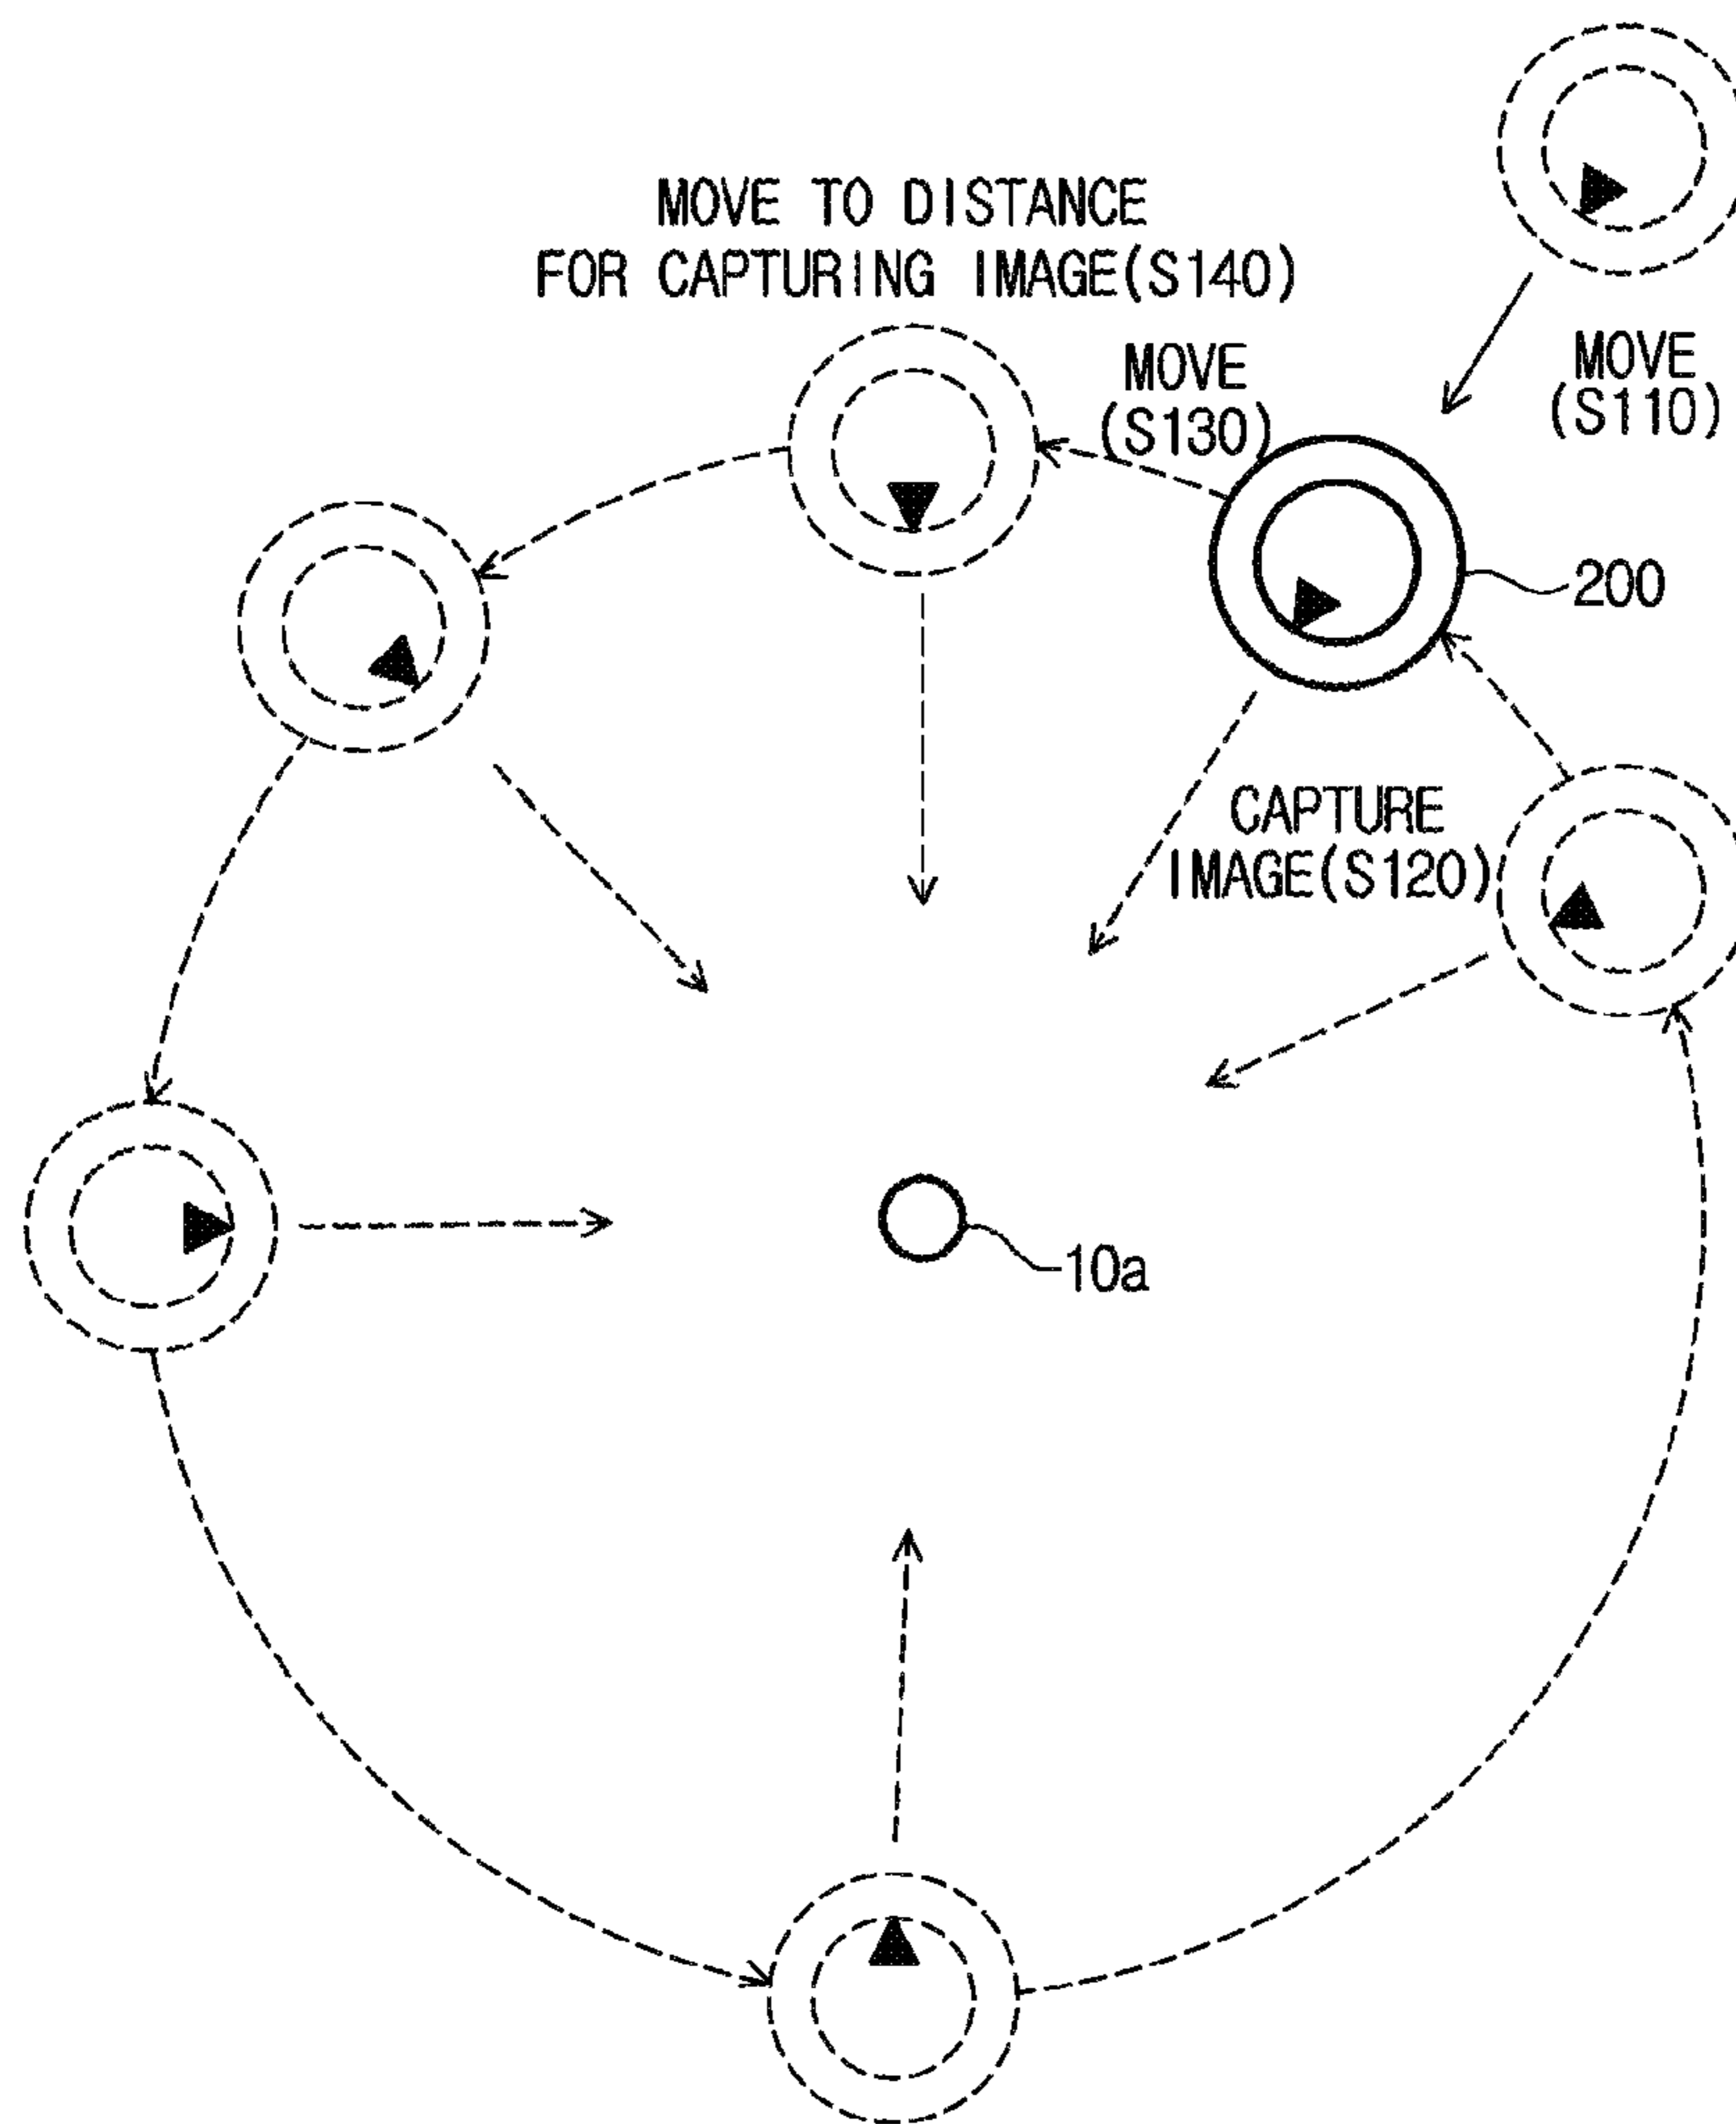 MOVE TO DISTANCE
FOR CAPTURING IMAGE(S140)
MOVE
(S130)
MOVE
(S110)
200
CAPTURE
IMAGE(S120)
10a